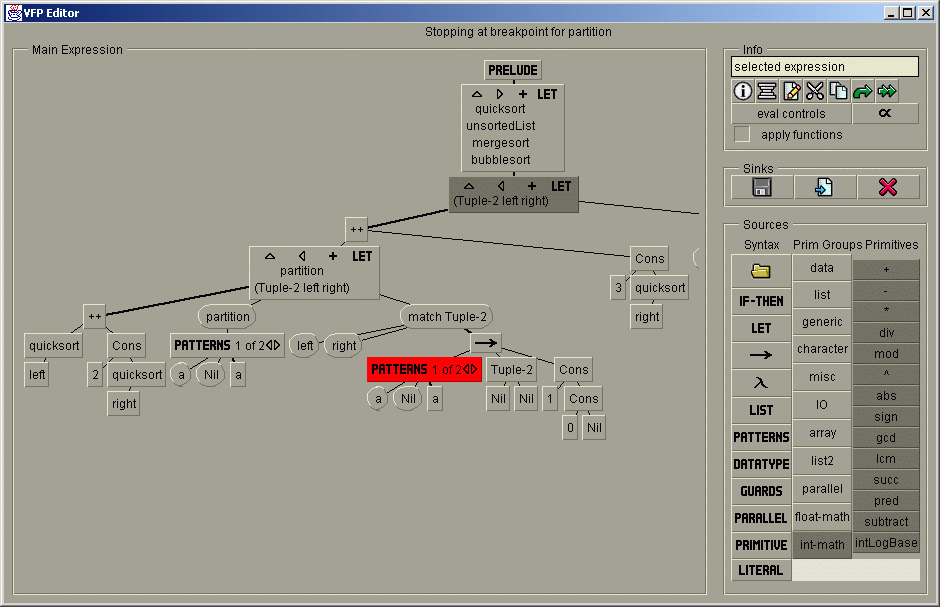 VFP Editor
Stopping at breakpoint for partition
Main Expression
PRELUDE
LET
quicksort
unsortedList
mergesort
bubblesort
+ LET
(Tuple-2 left right)
++
+ LET
partition
(Tuple-2 left right)
Cons
3 quicksort
right
++
partition
match Tuple-2
quicksort Cons
PATTERNS 1 of 2
left right
left
2 quicksort
a Nil a
PATTERNS 1 of 2
Tuple-2 Cons
right
a Nil a
Nil Nil 1 Cons
0 Nil
Info
selected expression
eval controls α
apply functions
Sinks
Sources
Syntax Prim Groups Primitives
IF-THEN
LET
λ
LIST
PATTERNS
DATATYPE
GUARDS
PARALLEL
PRIMITIVE
LITERAL
data
list
generic
character
misc
IO
array
list2
parallel
float-math
int-math
+
-
*
div
mod
^
abs
sign
gcd
lcm
succ
pred
subtract
intLogBase